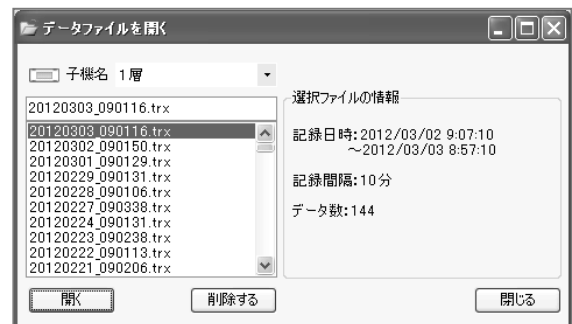 データファイルを開く
子機名 1層
20120303_090116.trx
20120303_090116.trx
20120302_090150.trx
20120301_090129.trx
20120229_090131.trx
20120228_090106.trx
20120227_090338.trx
20120224_090131.trx
20120223_090238.trx
20120222_090113.trx
20120221_090206.trx
選択ファイルの情報
記録日時:2012/03/02 9:07:10
～2012/03/03 8:57:10
記録間隔:10分
データ数:144
開く 削除する 閉じる